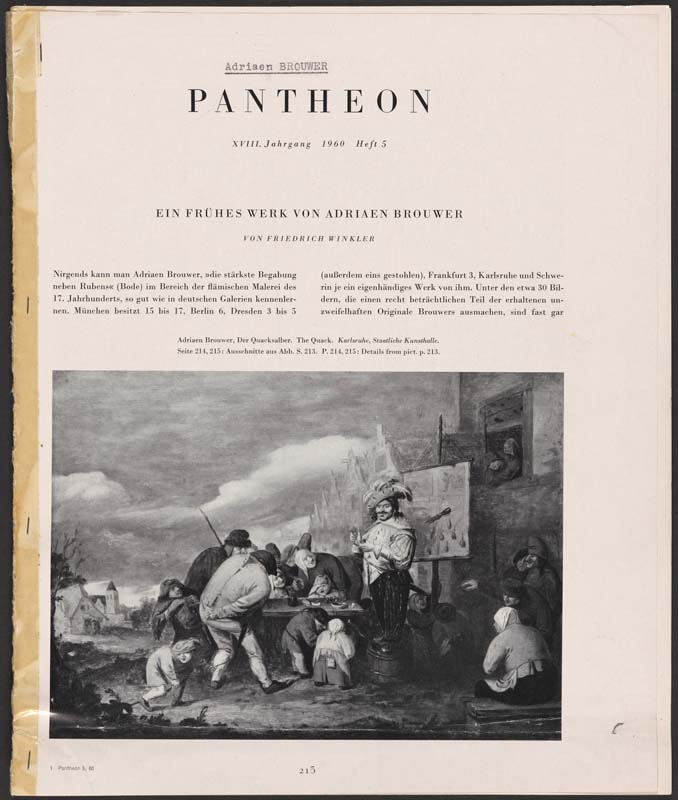 Adriaen BROUWER
PANTHEON
XVIII. Jahrgang 1960 Heft 5
EIN FRÜHES WERK VON ADRIAEN BROUWER
VON FRIEDRICH WINKLER
Nirgends kann man Adriaen Brouwer, »die stärkste Begabung
neben Rubens« (Bode) im Bereich der flämischen Malerei des
17. Jahrhunderts, so gut wie in deutschen Galerien kennenler-
nen. München besitzt 15 bis 17, Berlin 6, Dresden 3 bis 5
(außerdem eins gestohlen), Frankfurt 3, Karlsruhe und Schwe-
rin je ein eigenhändiges Werk von ihm. Unter den etwa 30 Bil-
dern, die einen recht beträchtlichen Teil der erhaltenen un-
zweifelhaften Originale Brouwers ausmachen, sind fast gar
Adriaen Brouwer, Der Quacksalber. The Quack. Karlsruhe, Staatliche Kunsthalle.
Seite 214, 215: Ausschnitte aus Abb. S. 213. P. 214, 215: Details from pict. p. 213.
1 Pantheon 5, 60
213